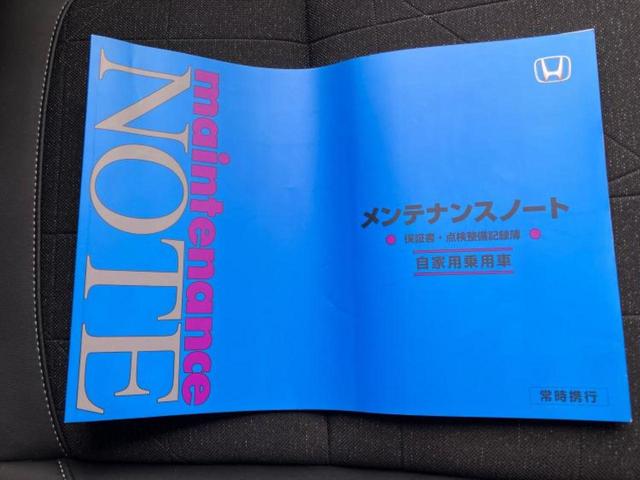 maintenance
NOTE
メンテナンスノート
保証書・点検整備記録簿
自家用乗用車
常時携行